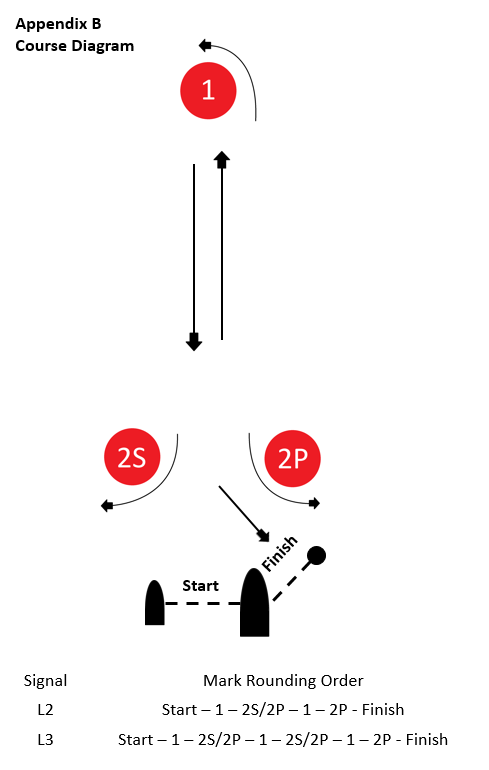 Appendix B
Course Diagram
1
2S
2P
Finish
Start
Signal Mark Rounding Order
L2 Start – 1 – 2S/2P – 1 – 2P - Finish
L3 Start – 1 – 2S/2P – 1 – 2S/2P – 1 – 2P - Finish